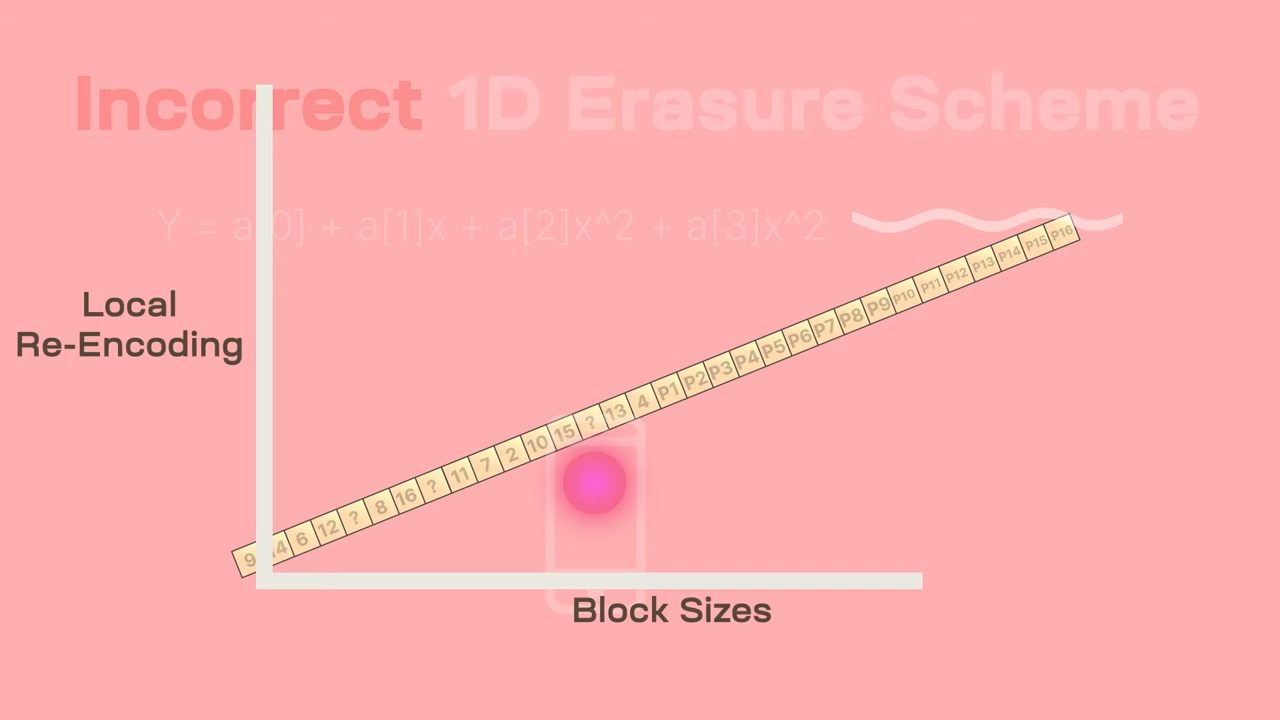 Incorrect 1D Erasure Scheme
Y = a[0] + a[1]x + a[2]x^2 + a[3]x^2
Local
Re-Encoding
9 14 6 12 ? 8 16 ? 11 7 2 10 15 ? 13 4 P1 P2 P3 P4 P5 P6 P7 P8 P9 P10 P11 P12 P13 P14 P15 P16
Block Sizes